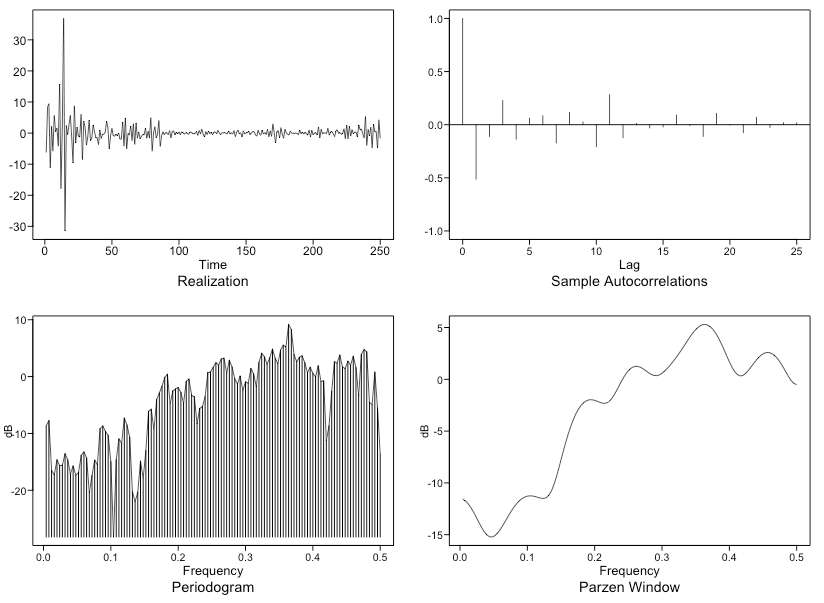 30
20
10
0
-10
-20
-30
0 50 100 150 200 250
Time
Realization
1.0
0.5
0.0
-0.5
-1.0
0 5 10 15 20 25
Lag
Sample Autocorrelations
10
0
-10
-20
dB
0.0 0.1 0.2 0.3 0.4 0.5
Frequency
Periodogram
5
0
-5
-10
-15
dB
0.0 0.1 0.2 0.3 0.4 0.5
Frequency
Parzen Window